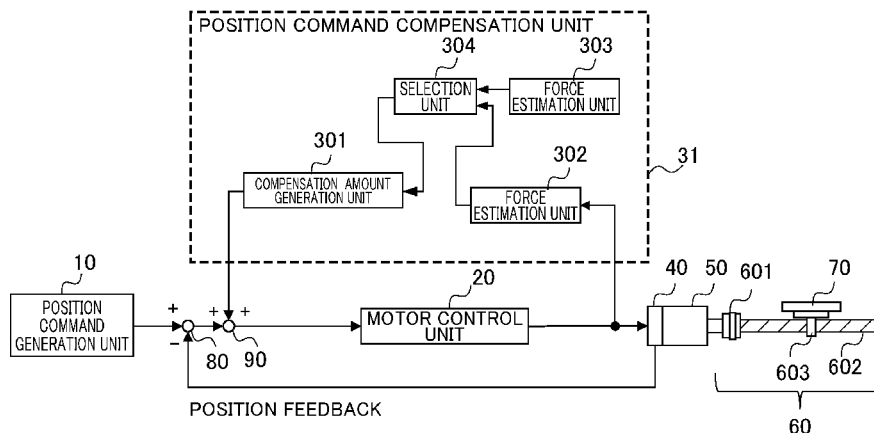 POSITION COMMAND COMPENSATION UNIT
304
303
SELECTION
UNIT
FORCE
ESTIMATION UNIT
301
31
COMPENSATION AMOUNT
GENERATION UNIT
302
FORCE
ESTIMATION UNIT
10
20
40
50
601
70
POSITION
COMMAND
GENERATION UNIT
+
−
80
+
+
90
MOTOR CONTROL
UNIT
603
602
POSITION FEEDBACK
60